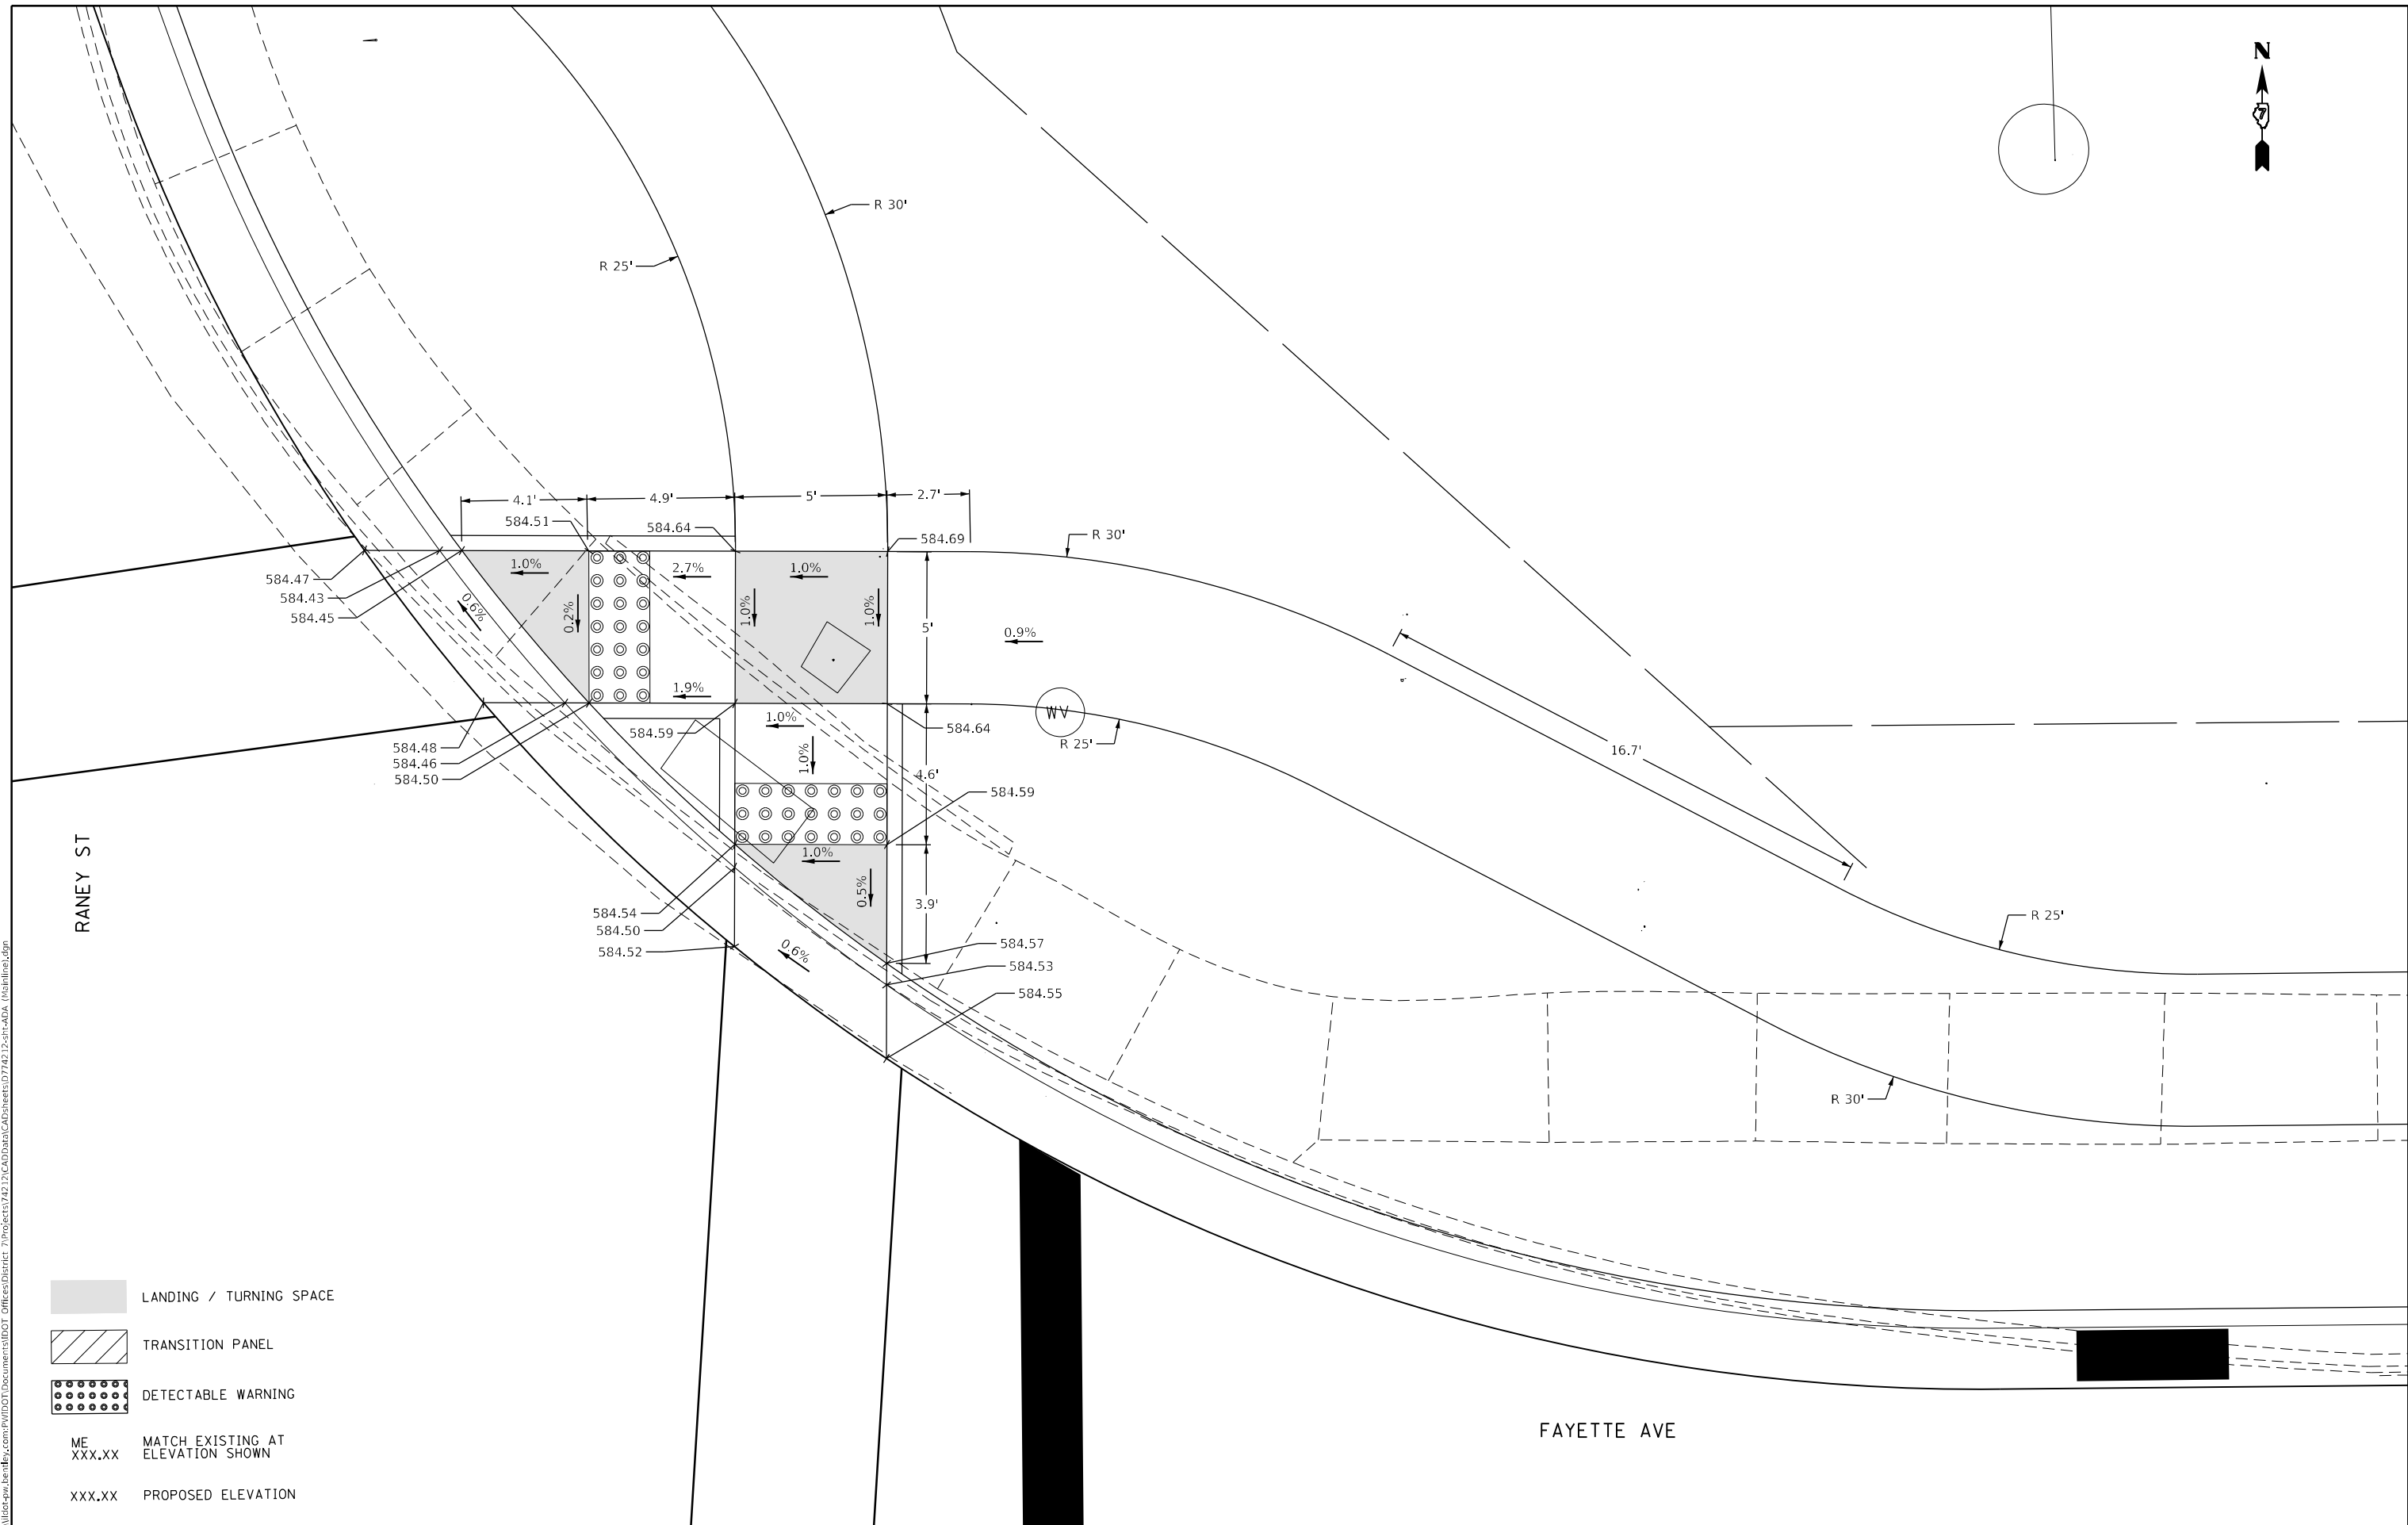 N
7
R 30'
R 25'
4.1'
4.9'
5'
2.7'
584.51
584.64
584.69
R 30'
584.47
584.43
584.45
1.0%
2.7%
1.0%
0.6%
0.2%
1.0%
1.0%
5'
0.9%
1.9%
WV
584.59
1.0%
584.64
R 25'
16.7'
584.48
584.46
584.50
1.0%
4.6'
584.59
RANEY ST
1.0%
0.5%
3.9'
584.54
584.50
584.52
0.6%
584.57
584.53
584.55
R 25'
R 30'
LANDING / TURNING SPACE
TRANSITION PANEL
DETECTABLE WARNING
ME
XXX.XX
MATCH EXISTING AT
ELEVATION SHOWN
XXX.XX PROPOSED ELEVATION
FAYETTE AVE